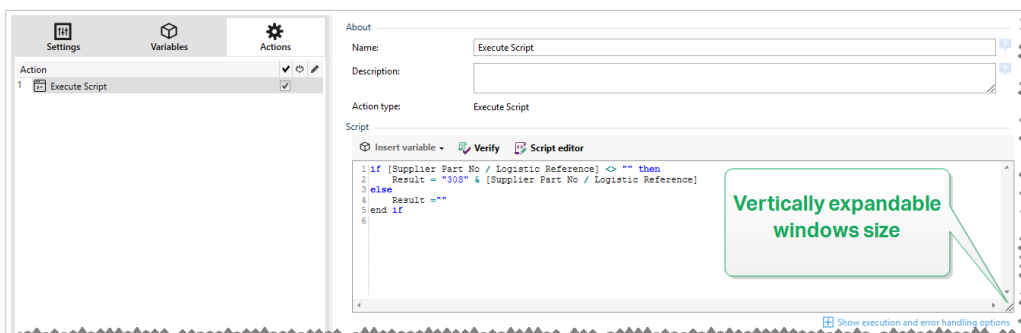 Settings
Variables
Actions
Action
1 Execute Script
About
Name:
Execute Script
?
Description:
?
Action type:
Execute Script
Script
Insert variable
Verify
Script editor
1 if [Supplier Part No / Logistic Reference] <> "" then
2 Result = "30S" & [Supplier Part No / Logistic Reference]
3 else
4 Result =""
5 end if
6
Vertically expandable
windows size
Show execution and error handling options